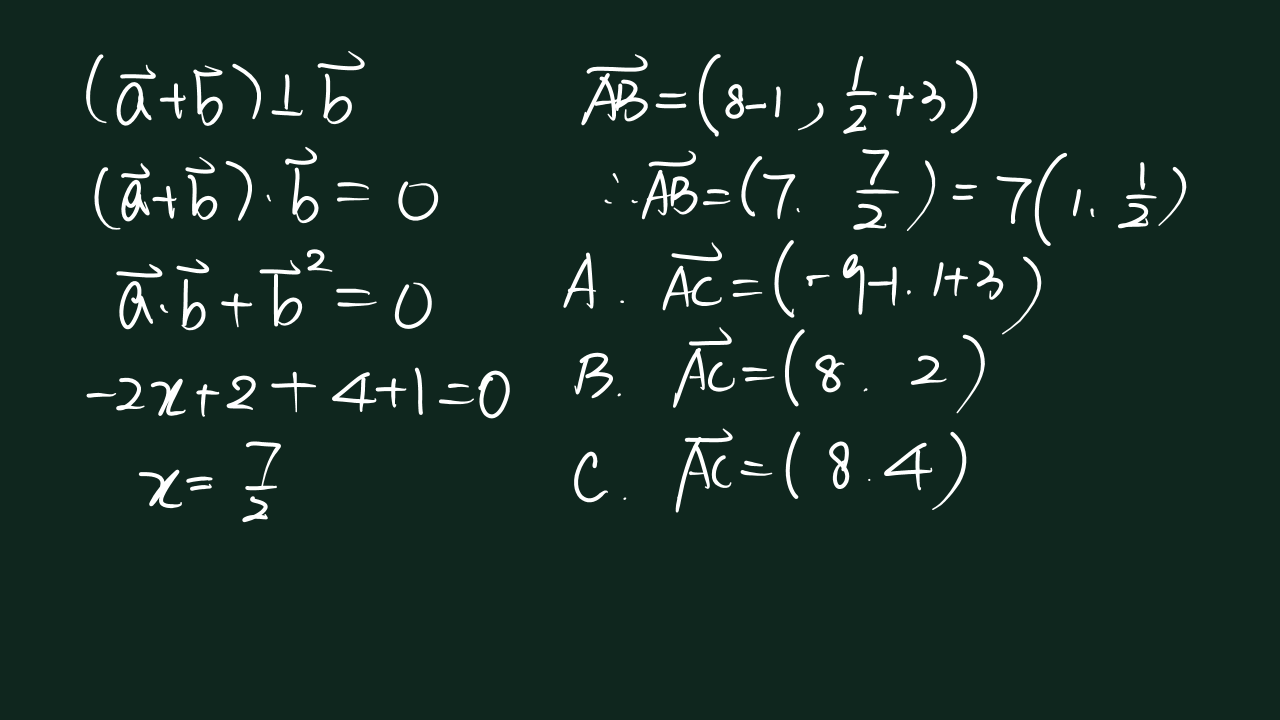 (a⃗+b⃗)⊥b⃗
(a⃗+b⃗)·b⃗=0
a⃗·b⃗+b⃗²=0
-2x+2+4+1=0
x=7/2
AB⃗=(8-1,1/2+3)
∴AB⃗=(7.7/2)=7(1.1/2)
A. AC⃗=(-9-1.1+3)
B. AC⃗=(8.2)
C. AC⃗=(8.4)